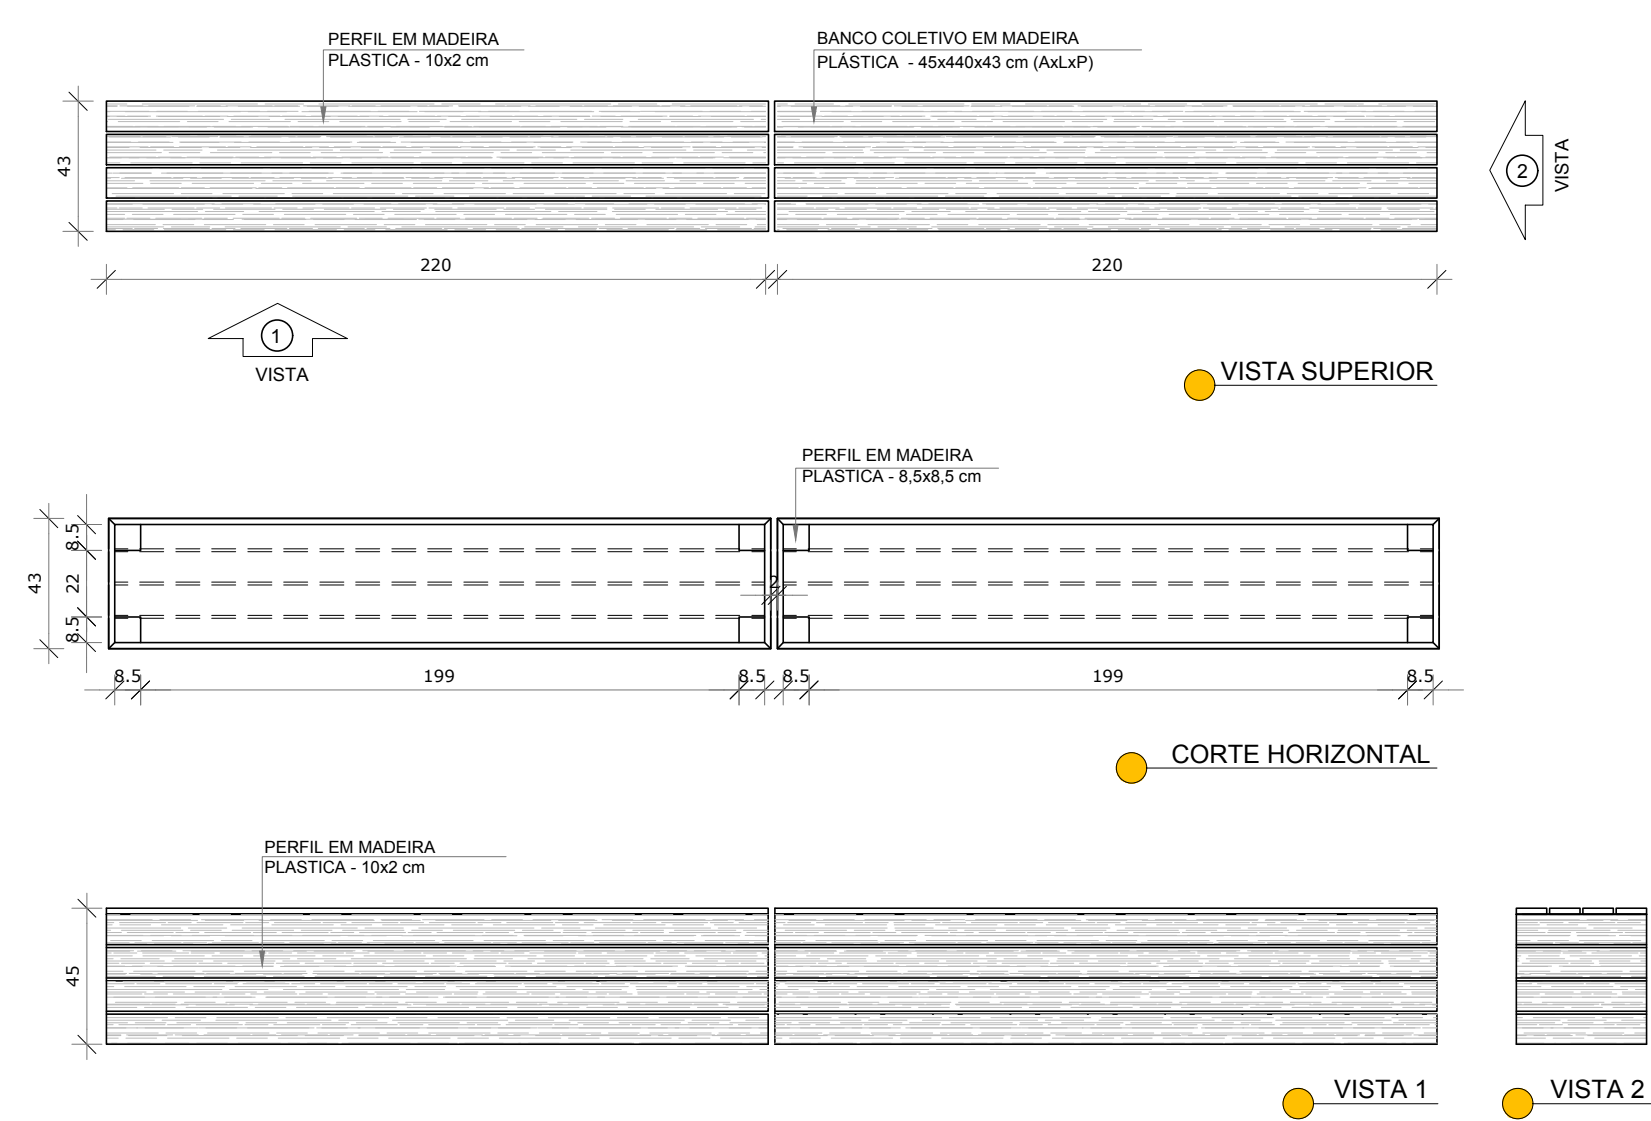 PERFIL EM MADEIRA
PLASTICA - 10x2 cm
BANCO COLETIVO EM MADEIRA
PLÁSTICA - 45x440x43 cm (AxLxP)
43
2
VISTA
220
220
1
VISTA
VISTA SUPERIOR
PERFIL EM MADEIRA
PLASTICA - 8,5x8,5 cm
43
8.5
22
8.5
2
8.5
199
8.5
8.5
199
8.5
CORTE HORIZONTAL
PERFIL EM MADEIRA
PLASTICA - 10x2 cm
45
VISTA 1
VISTA 2